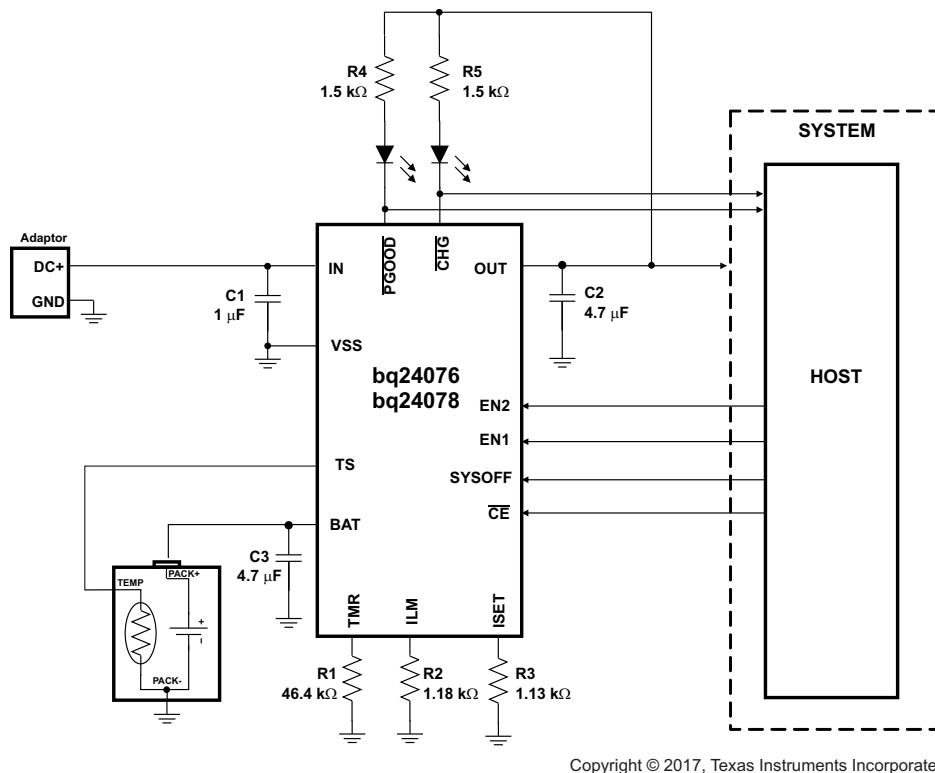 R4
1.5 kΩ
R5
1.5 kΩ
SYSTEM
Adaptor
DC+
GND
IN
PGOOD
CHG
OUT
C1
1 μF
C2
4.7 μF
VSS
bq24076
bq24078
HOST
EN2
EN1
TS
SYSOFF
BAT
CE
C3
4.7 μF
PACK+
TEMP
+
-
PACK-
TMR
ILM
ISET
R1
46.4 kΩ
R2
1.18 kΩ
R3
1.13 kΩ
Copyright © 2017, Texas Instruments Incorporate